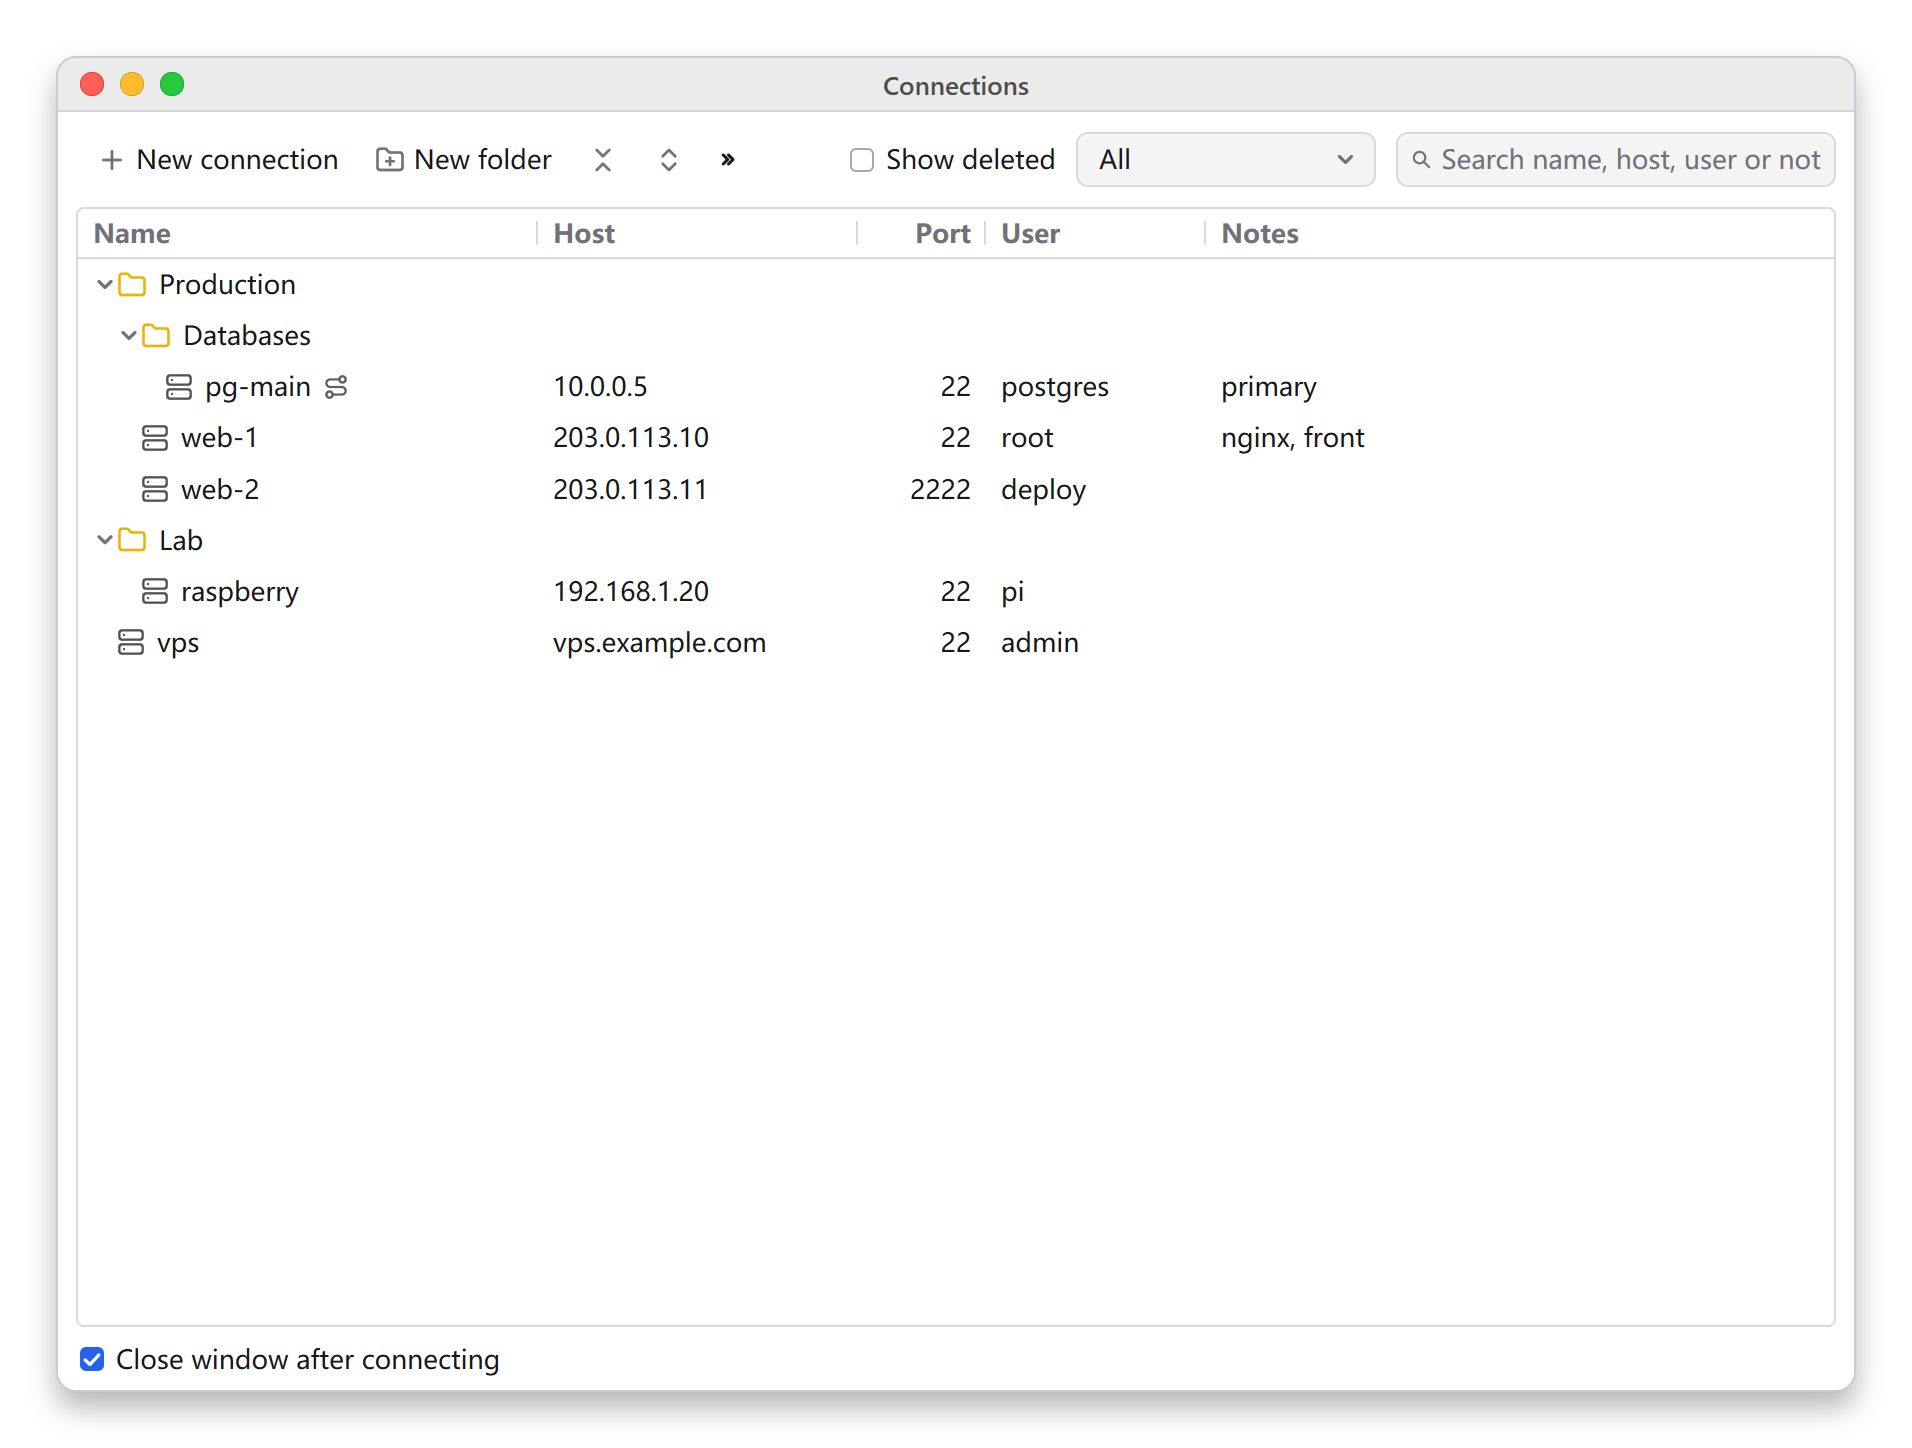 Connections
New connection New folder » Show deleted All Search name, host, user or not
Name Host Port User Notes
Production
Databases
pg-main 10.0.0.5 22 postgres primary
web-1 203.0.113.10 22 root nginx, front
web-2 203.0.113.11 2222 deploy
Lab
raspberry 192.168.1.20 22 pi
vps vps.example.com 22 admin
Close window after connecting